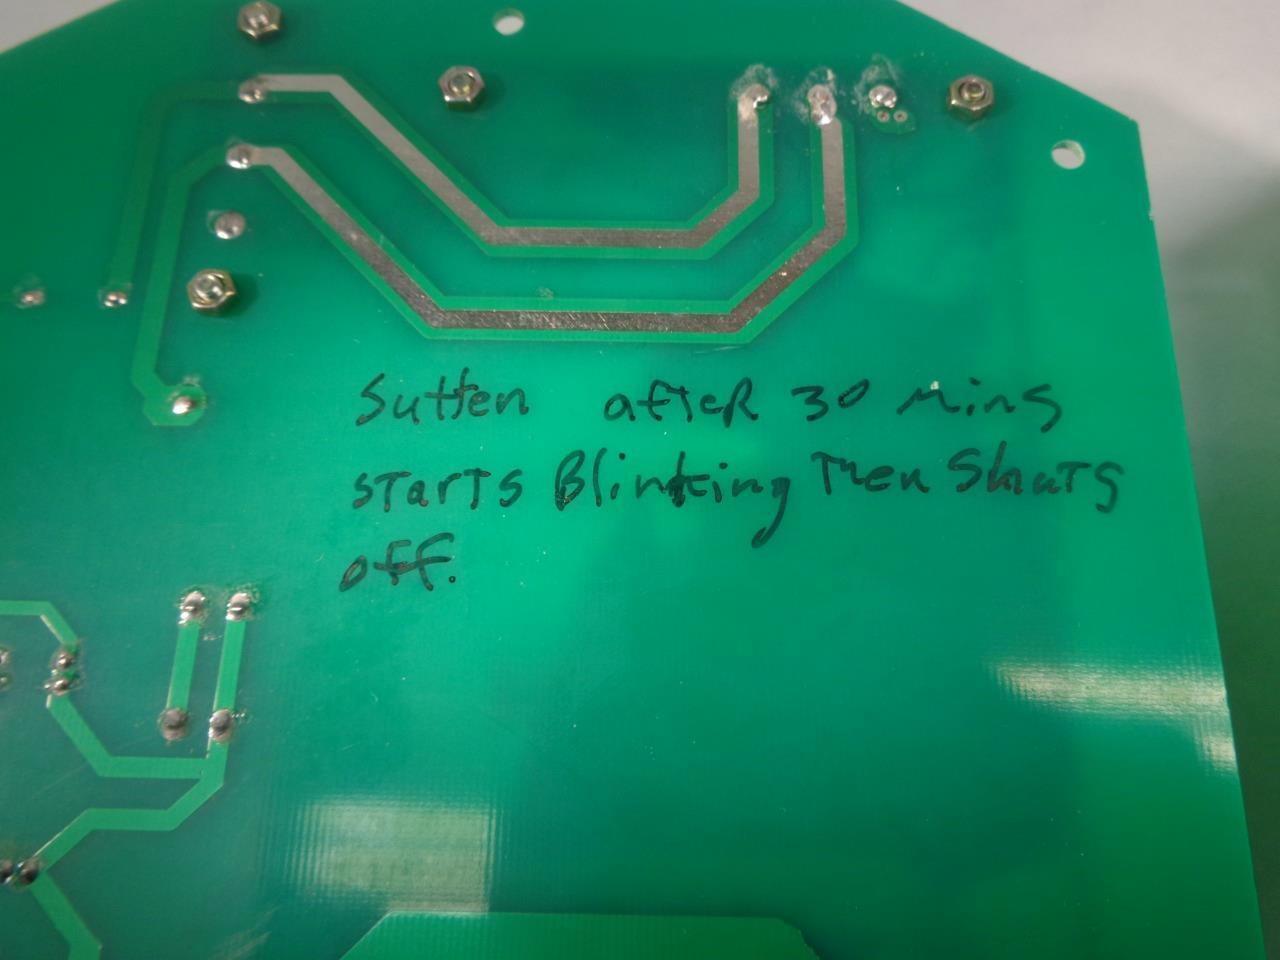 Sutten after 30 mins
starts Blinking Then Shuts
off.